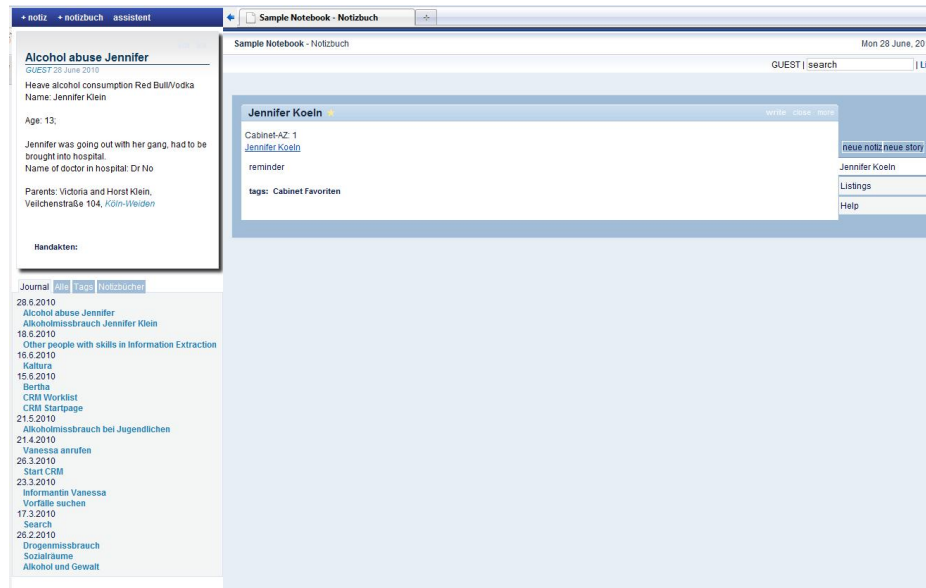 + notiz + notizbuch assistent
Sample Notebook - Notizbuch
Sample Notebook - Notizbuch
Mon 28 June, 20
GUEST | search | Li
Alcohol abuse Jennifer
GUEST 28 June 2010
Heave alcohol consumption Red Bull/Vodka
Name: Jennifer Klein
Age: 13;
Jennifer was going out with her gang, had to be
brought into hospital.
Name of doctor in hospital: Dr No
Parents: Victoria and Horst Klein,
Veilchenstraße 104, Köln-Weiden
Handakten:
Journal Alle Tags Notizbücher
28.6.2010
Alcohol abuse Jennifer
Alkoholmissbrauch Jennifer Klein
18.6.2010
Other people with skills in Information Extraction
16.6.2010
Kaltura
15.6.2010
Bertha
CRM Worklist
CRM Startpage
21.5.2010
Alkoholmissbrauch bei Jugendlichen
21.4.2010
Vanessa anrufen
26.3.2010
Start CRM
23.3.2010
Informantin Vanessa
Vorfälle suchen
17.3.2010
Search
26.2.2010
Drogenmissbrauch
Sozialräume
Alkohol und Gewalt
Jennifer Koeln
write close more
Cabinet-AZ: 1
Jennifer Koeln
reminder
tags: Cabinet Favoriten
neue notiz neue story
Jennifer Koeln
Listings
Help